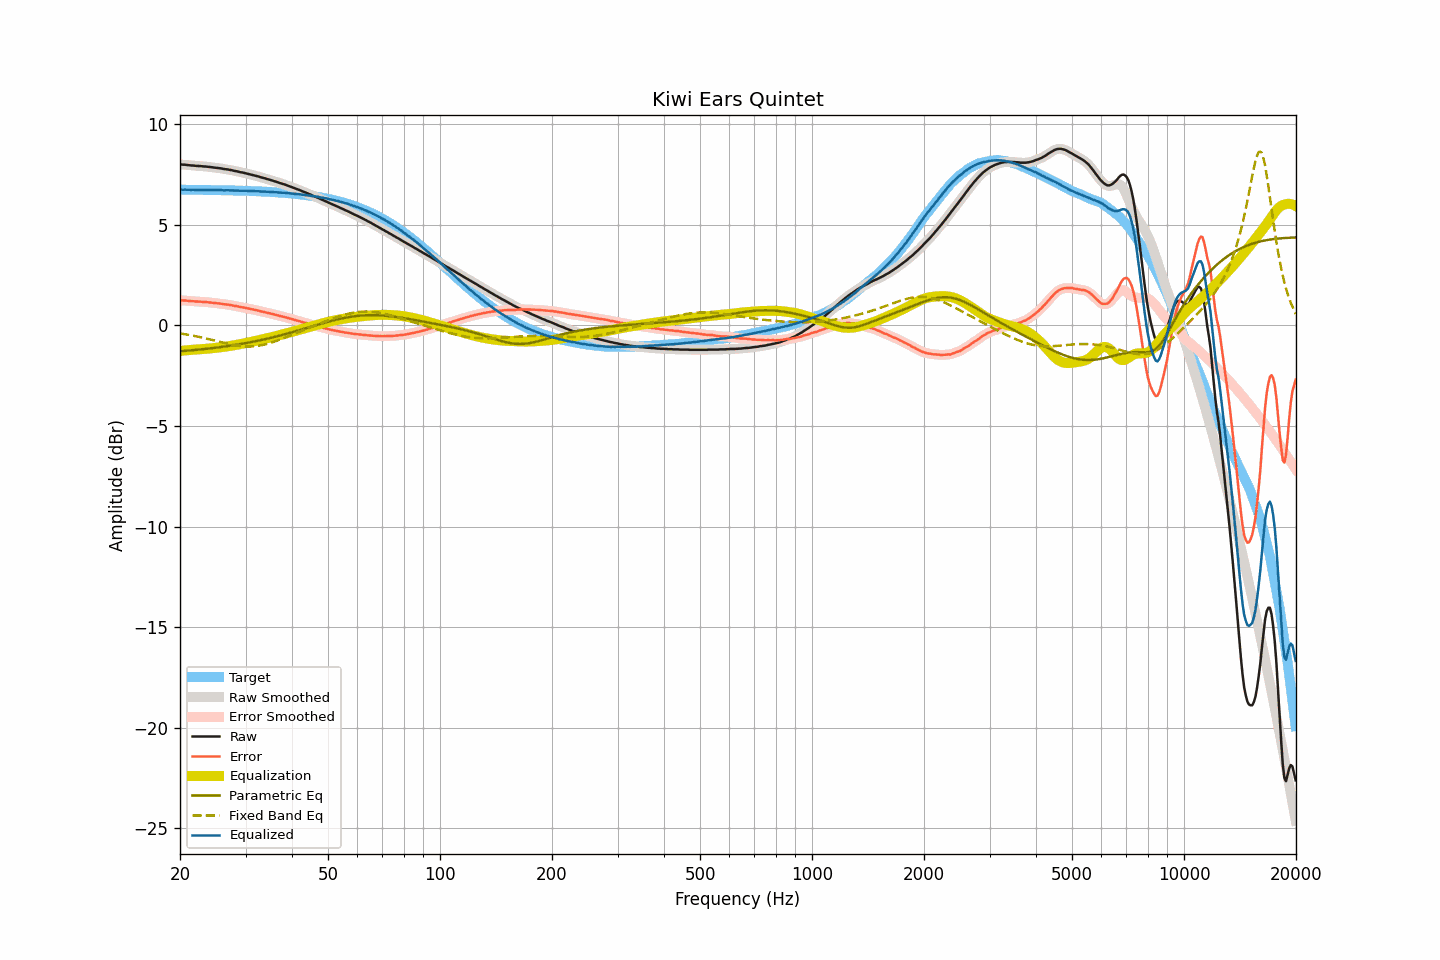 Kiwi Ears Quintet
10
5
0
−5
−10
−15
−20
−25
Amplitude (dBr)
Target
Raw Smoothed
Error Smoothed
Raw
Error
Equalization
Parametric Eq
Fixed Band Eq
Equalized
20 50 100 200 500 1000 2000 5000 10000 20000
Frequency (Hz)